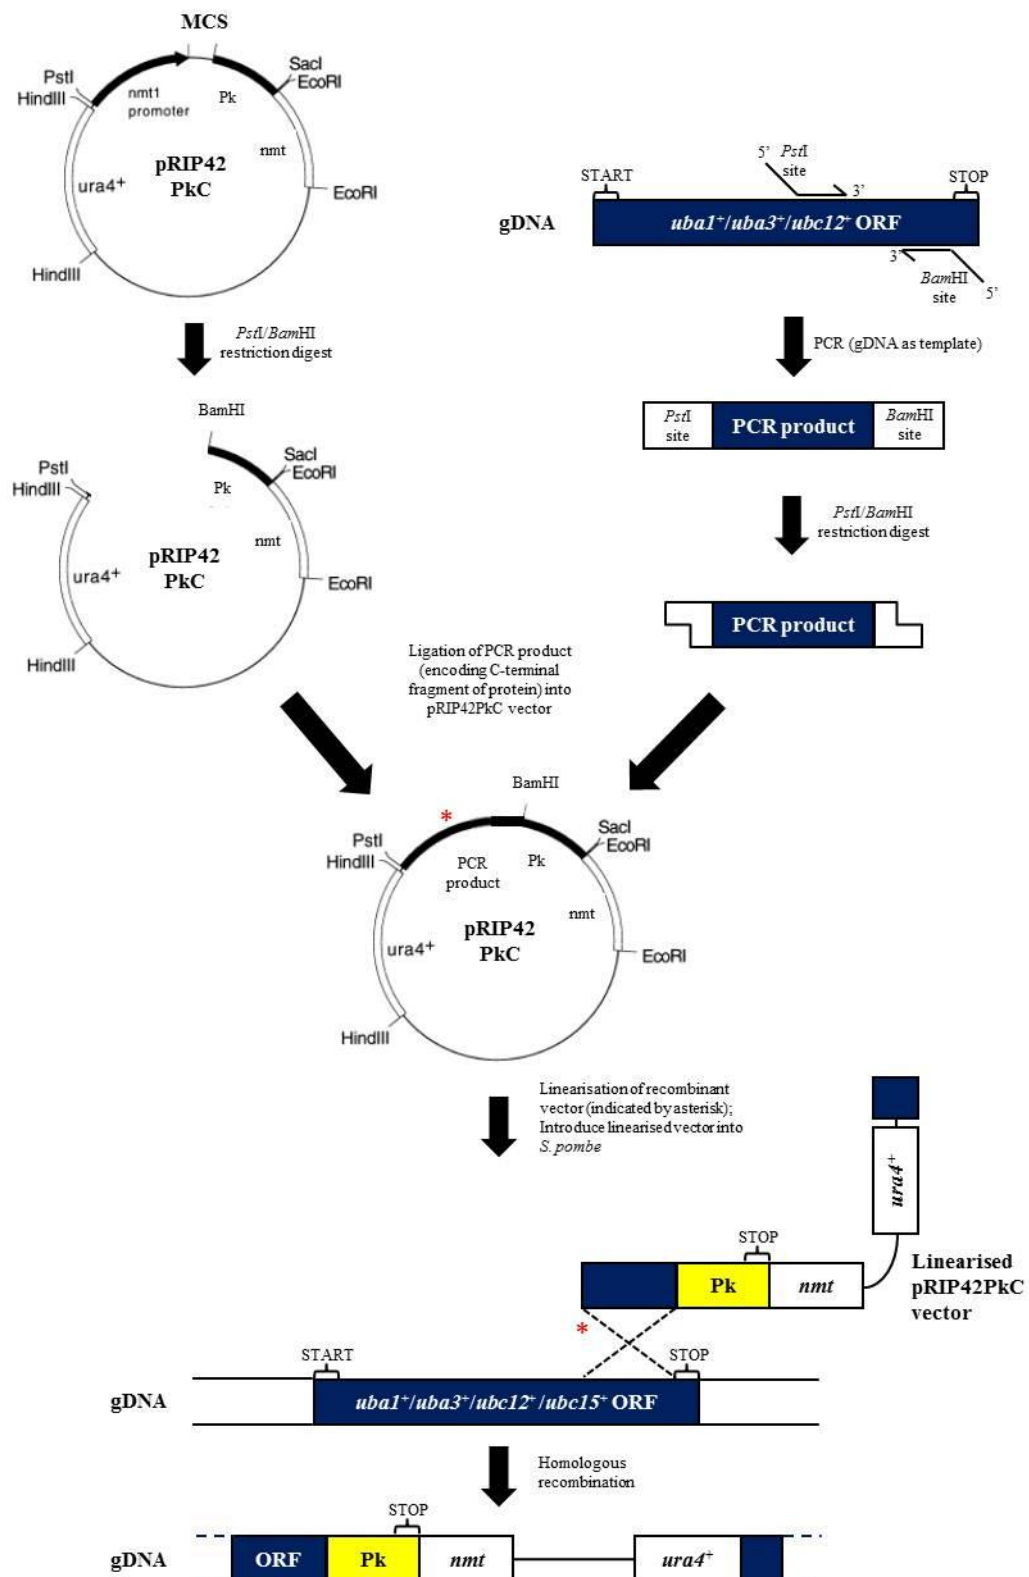 MCS
SacI
EcoRI
PstI
HindIII
nmt1
promoter
Pk
pRIP42
PkC
nmt
ura4+
EcoRI
HindIII
5’
PstI
site
3’
START
STOP
gDNA
uba1+/uba3+/ubc12+ ORF
3’
BamHI
site
5’
PstI/BamHI
restriction digest
PCR (gDNA as template)
BamHI
PstI
site
PCR product
BamHI
site
SacI
EcoRI
PstI
HindIII
Pk
pRIP42
PkC
nmt
ura4+
EcoRI
HindIII
PstI/BamHI
restriction digest
PCR product
Ligation of PCR product
(encoding C-terminal
fragment of protein) into
pRIP42PkC vector
BamHI
*
SacI
EcoRI
PstI
HindIII
PCR
product
Pk
pRIP42
PkC
nmt
ura4+
EcoRI
HindIII
Linearisation of recombinant
vector (indicated by asterisk);
Introduce linearised vector into
S. pombe
ura4+
STOP
Pk
nmt
Linearised
pRIP42PkC
vector
*
START
STOP
gDNA
uba1+/uba3+/ubc12+/ubc15+ ORF
Homologous
recombination
STOP
gDNA
ORF
Pk
nmt
ura4+